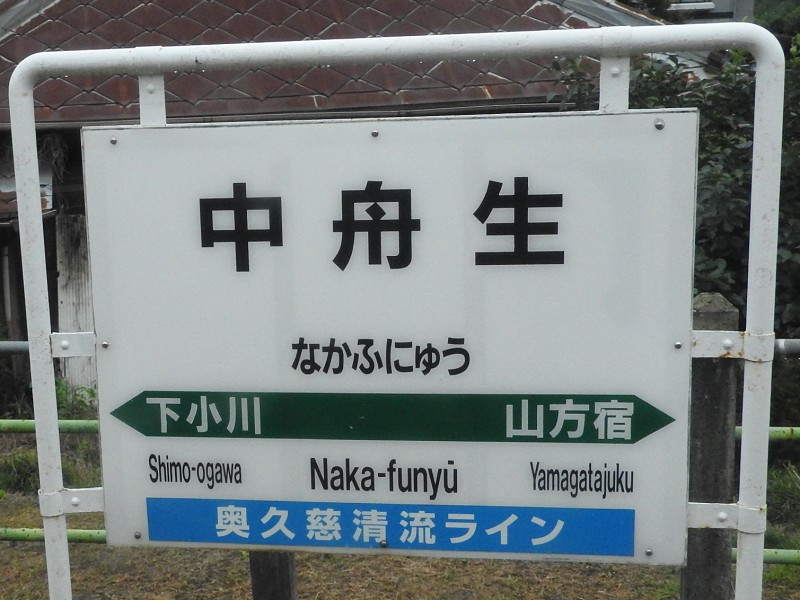 中舟生
なかふにゅう
下小川 山方宿
Shimo-ogawa Naka-funyū Yamagatajuku
奥久慈清流ライン